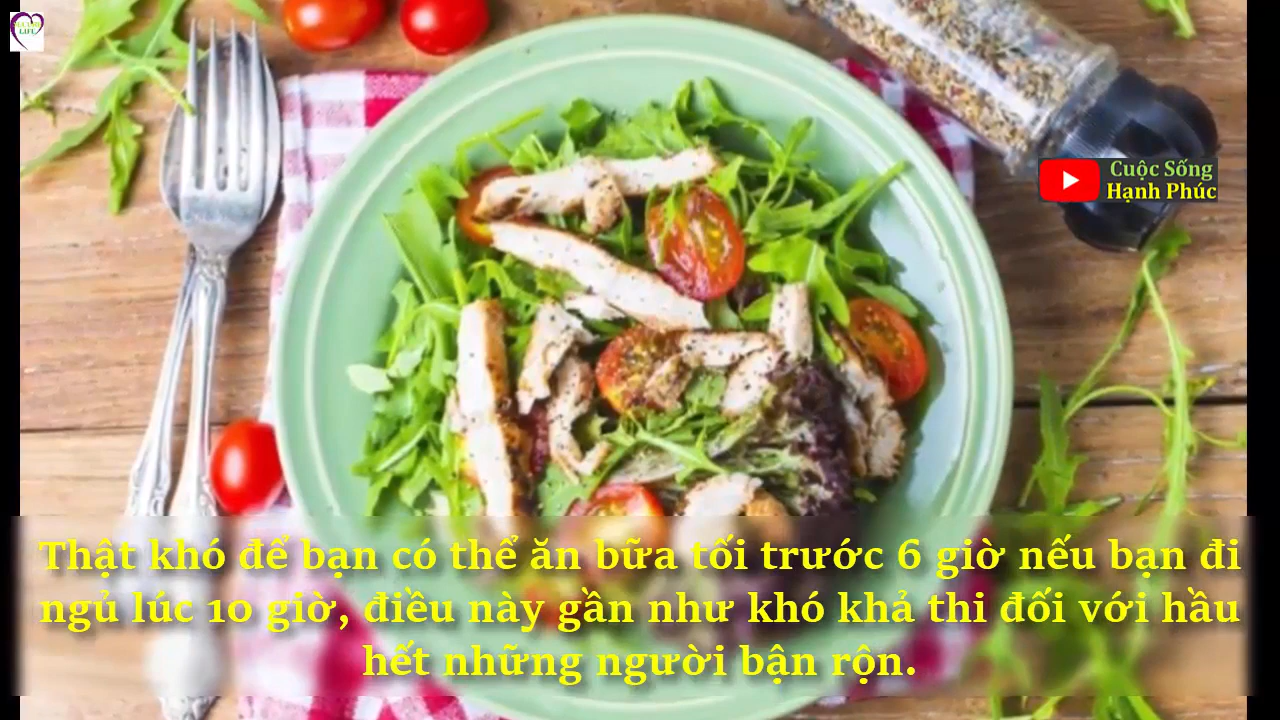 Cuộc Sống
Hạnh Phúc
Thật khó để bạn có thể ăn bữa tối trước 6 giờ nếu bạn đi
ngủ lúc 10 giờ, điều này gần như khó khả thi đối với hầu
hết những người bận rộn.